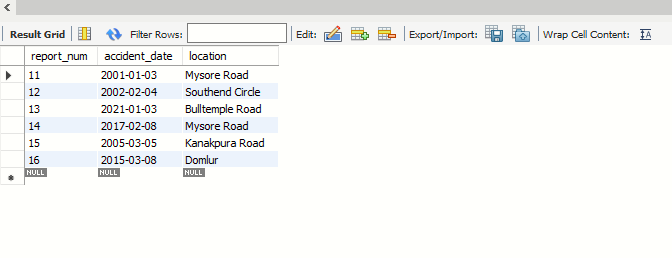 Result Grid Filter Rows: Edit: Export/Import: Wrap Cell Content: IA
report_num accident_date location
11 2001-01-03 Mysore Road
12 2002-02-04 Southend Circle
13 2021-01-03 Bulltemple Road
14 2017-02-08 Mysore Road
15 2005-03-05 Kanakpura Road
16 2015-03-08 Domlur
NULL NULL NULL